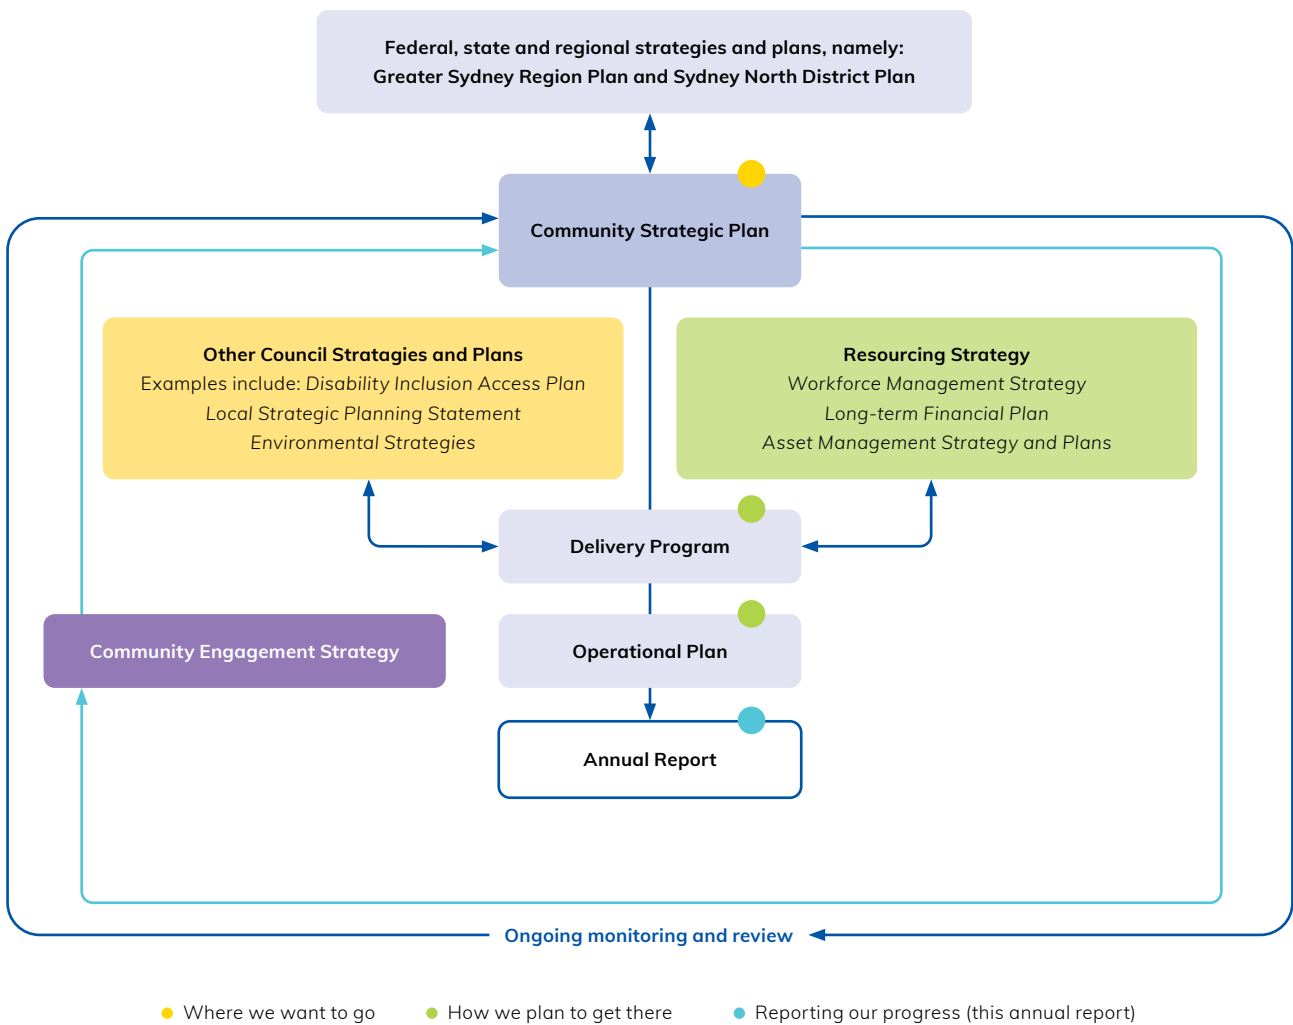 Federal, state and regional strategies and plans, namely:
Greater Sydney Region Plan and Sydney North District Plan
Community Strategic Plan
Other Council Stratagies and Plans
Examples include: Disability Inclusion Access Plan
Local Strategic Planning Statement
Environmental Strategies
Resourcing Strategy
Workforce Management Strategy
Long-term Financial Plan
Asset Management Strategy and Plans
Delivery Program
Community Engagement Strategy
Operational Plan
Annual Report
Ongoing monitoring and review
Where we want to go
How we plan to get there
Reporting our progress (this annual report)